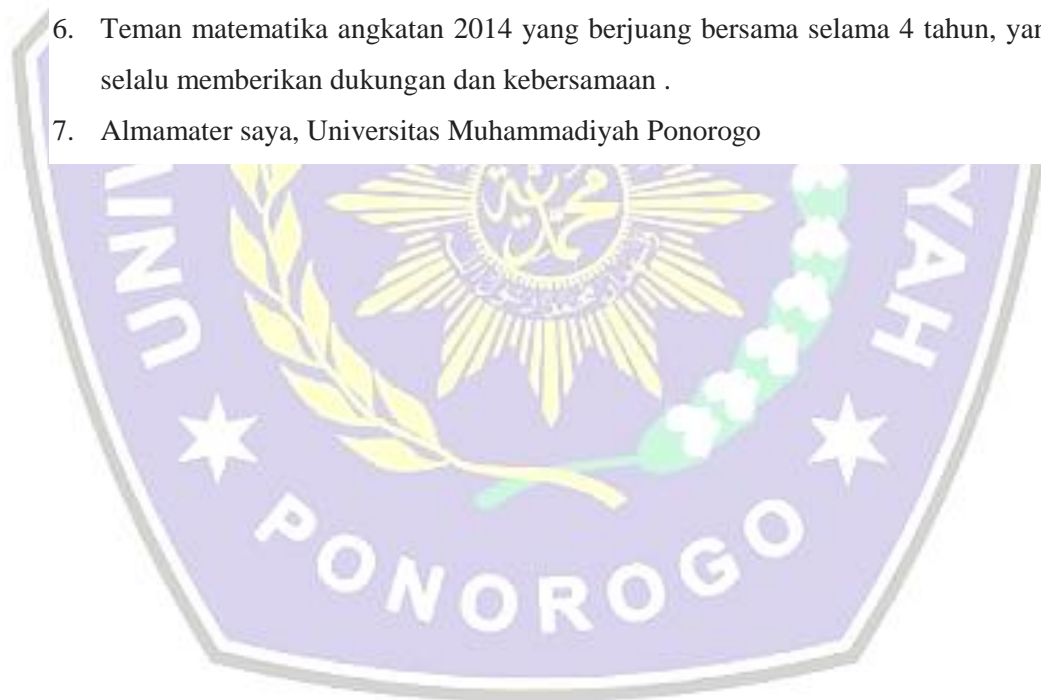 6. Teman matematika angkatan 2014 yang berjuang bersama selama 4 tahun,
selalu memberikan dukungan dan kebersamaan .
7. Almamater saya, Universitas Muhammadiyah Ponorogo
محمدية
PONOROGO